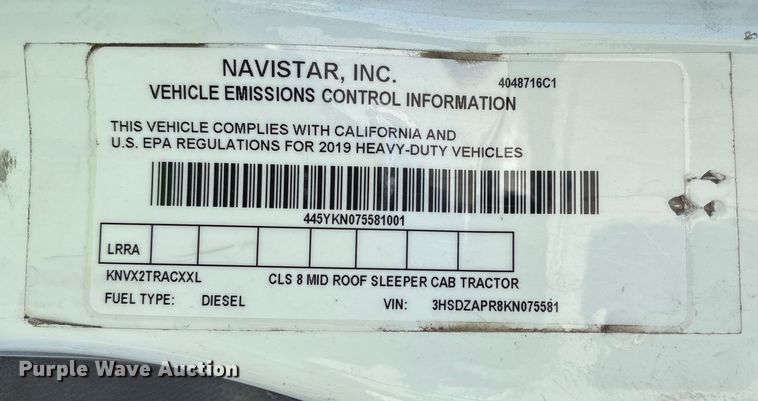 NAVISTAR, INC.
4048716C1
VEHICLE EMISSIONS CONTROL INFORMATION
THIS VEHICLE COMPLIES WITH CALIFORNIA AND
U.S. EPA REGULATIONS FOR 2019 HEAVY-DUTY VEHICLES
445YKN075581001
LRRA
KNVX2TRACXXL CLS 8 MID ROOF SLEEPER CAB TRACTOR
FUEL TYPE: DIESEL VIN: 3HSDZAPR8KN075581
Purple Wave Auction